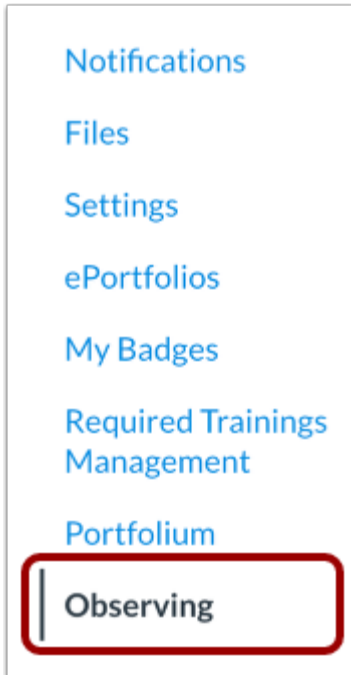 Notifications
Files
Settings
ePortfolios
My Badges
Required Trainings
Management
Portfolium
Observing